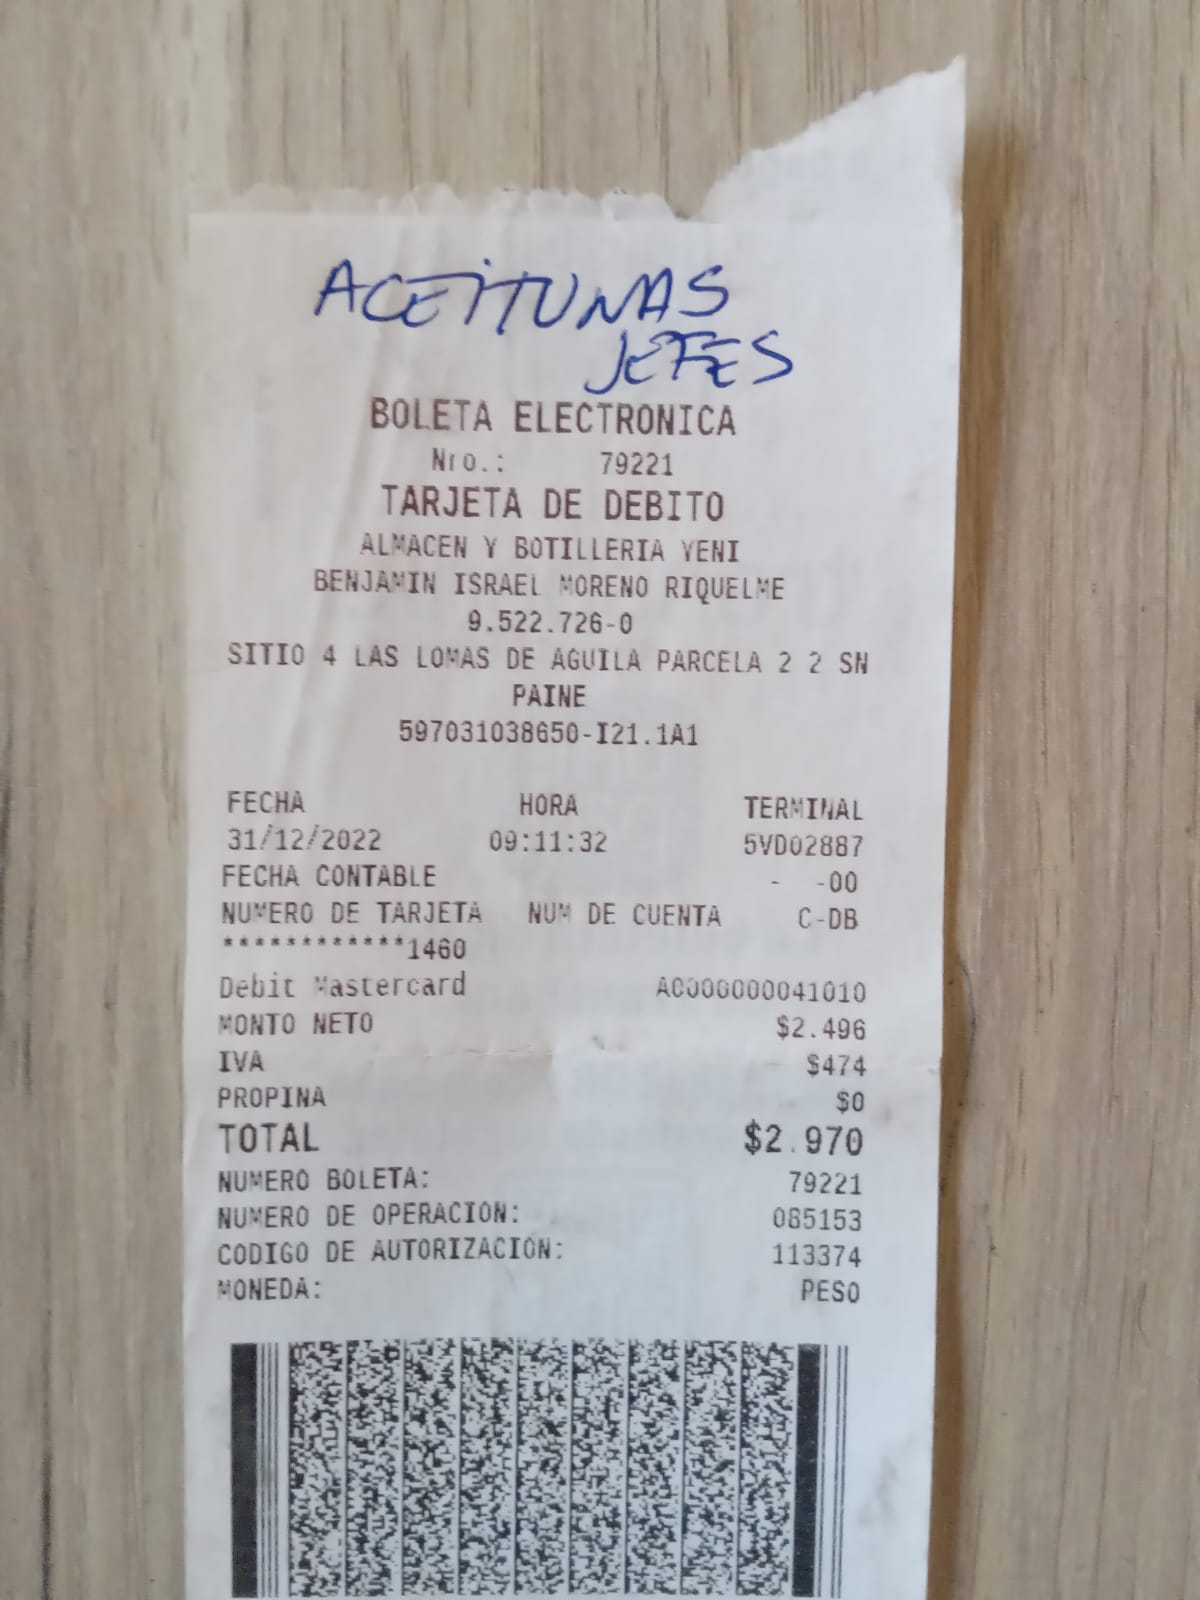 ACEITUNAS
JEFES
BOLETA ELECTRONICA
Nro.: 79221
TARJETA DE DEBITO
ALMACEN Y BOTILLERIA YENI
BENJAMIN ISRAEL MORENO RIQUELME
9.522.726-0
SITIO 4 LAS LOMAS DE AGUILA PARCELA 2 2 SN
PAINE
597031038650-I21.1A1
FECHA HORA TERMINAL
31/12/2022 09:11:32 5VD02887
FECHA CONTABLE - -00
NUMERO DE TARJETA NUM DE CUENTA C-DB
************1460
Debit Mastercard A0000000041010
MONTO NETO $2.496
IVA $474
PROPINA $0
TOTAL $2.970
NUMERO BOLETA: 79221
NUMERO DE OPERACION: 085153
CODIGO DE AUTORIZACION: 113374
MONEDA: PESO